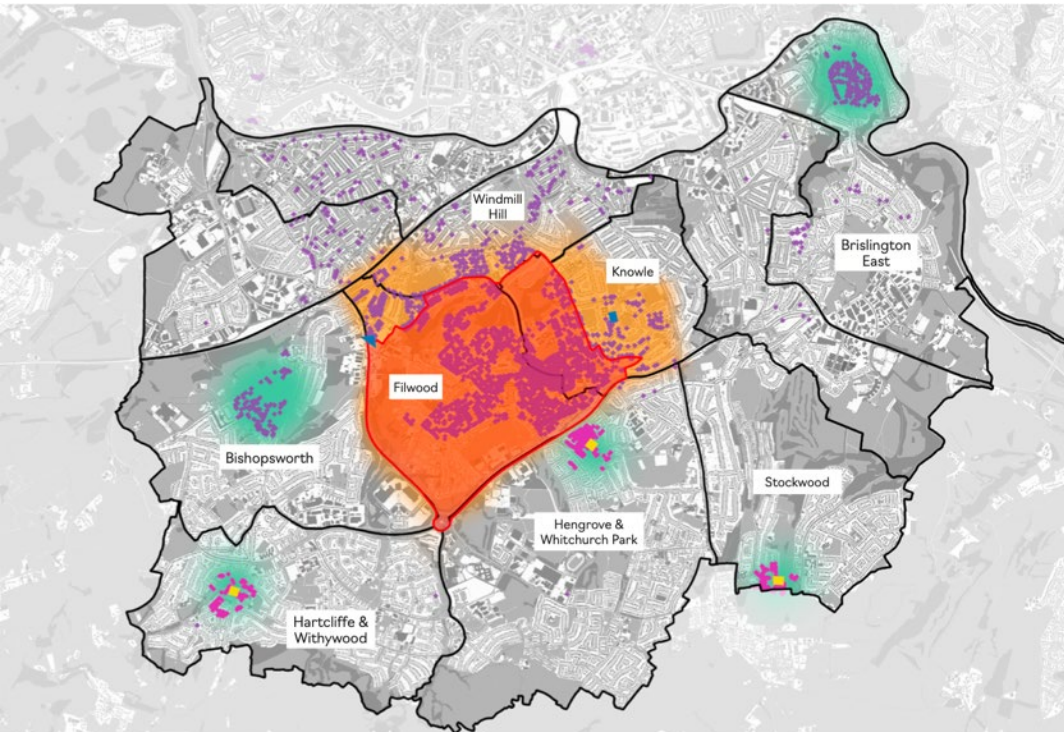 Windmill
Hill
Knowle
Brislington
East
Filwood
Bishopsworth
Stockwood
Hengrove &
Whitchurch Park
Hartcliffe &
Withywood